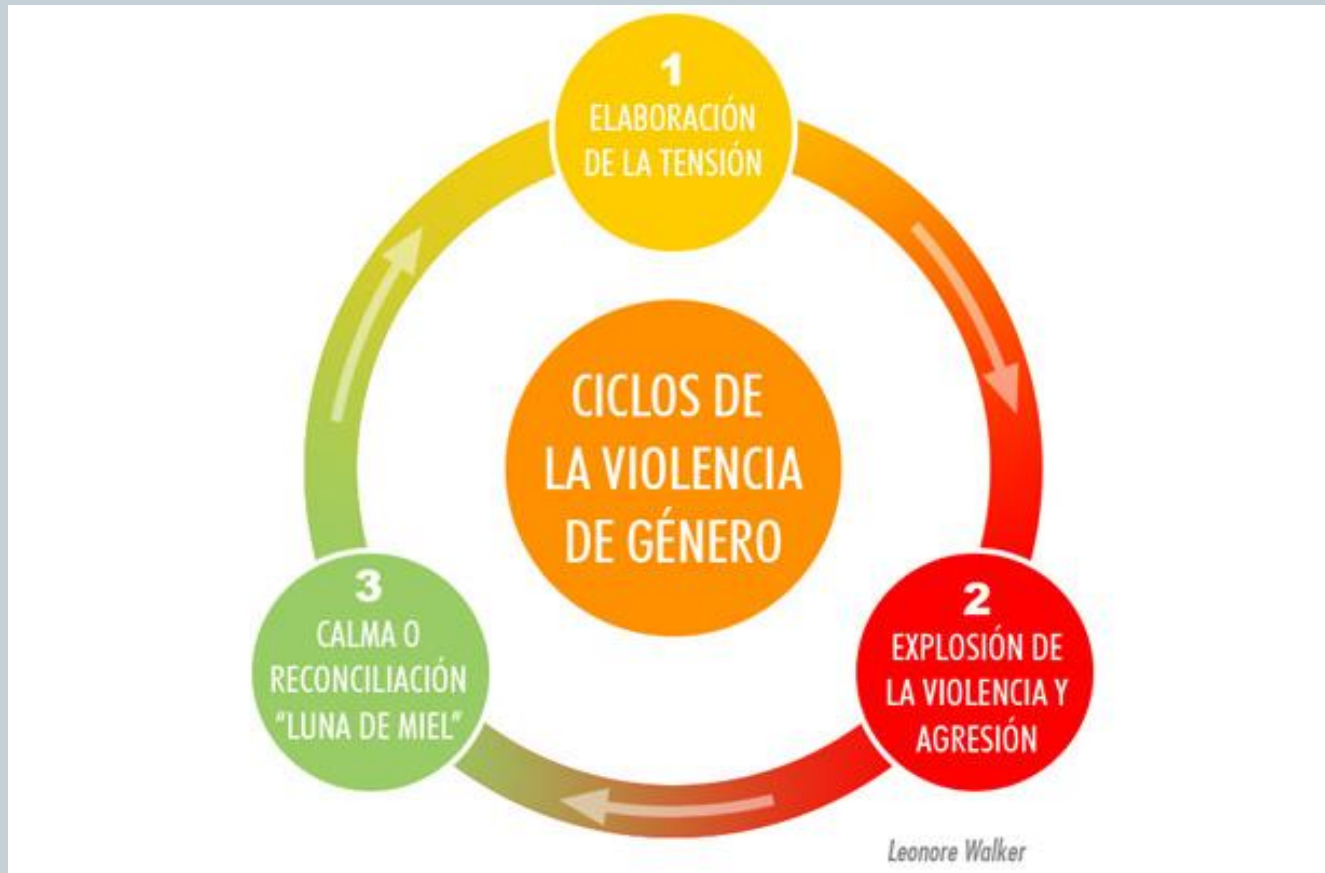 1
ELABORACIÓN
DE LA TENSIÓN
CICLOS DE
LA VIOLENCIA
DE GÉNERO
2
EXPLOSIÓN DE
LA VIOLENCIA Y
AGRESIÓN
3
CALMA O
RECONCILIACIÓN
“LUNA DE MIEL”
Leonore Walker